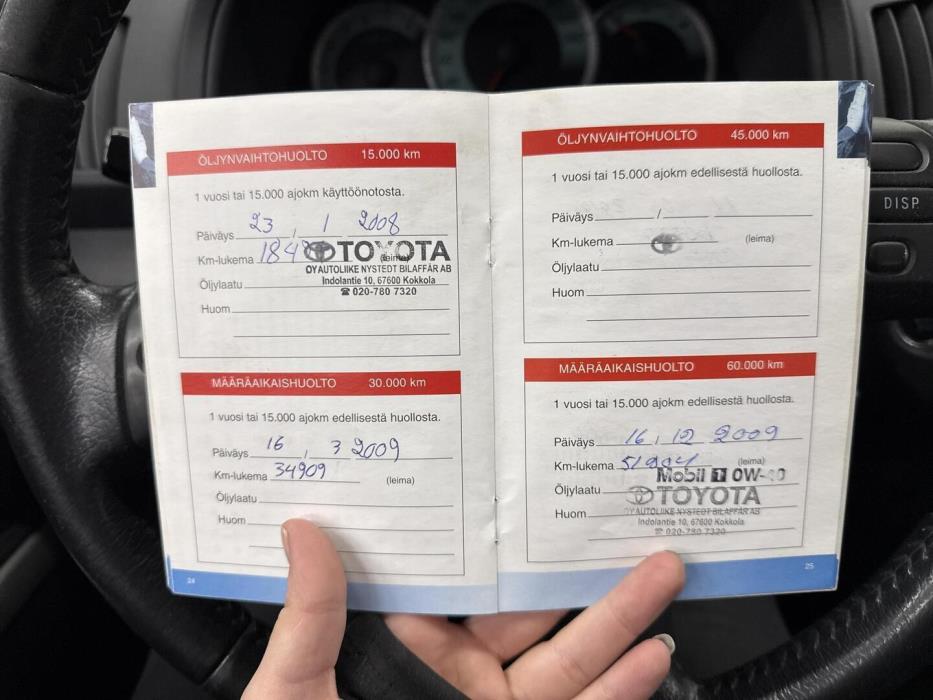 ÖLJYNVAIHTOHUOLTO 15.000 km
1 vuosi tai 15.000 ajokm käyttöönotosta.
Päiväys 23 / 1 2008
Km-lukema TOYOTA
(leima)
OY AUTOLIIKE NYSTEDT BILAFFÄR AB
Öljylaatu Indolantie 10, 67600 Kokkola
☎ 020-780 7320
Huom
MÄÄRÄAIKAISHUOLTO 30.000 km
1 vuosi tai 15.000 ajokm edellisestä huollosta.
Päiväys 16 / 3 2009
Km-lukema 34909 (leima)
Öljylaatu
Huom
24
ÖLJYNVAIHTOHUOLTO 45.000 km
1 vuosi tai 15.000 ajokm edellisestä huollosta.
Päiväys /
Km-lukema (leima)
Öljylaatu
Huom
MÄÄRÄAIKAISHUOLTO 60.000 km
1 vuosi tai 15.000 ajokm edellisestä huollosta.
Päiväys 16 / 12 2009
Km-lukema (leima)
Mobil 1
Öljylaatu TOYOTA
Huom OY AUTOLIIKE NYSTEDT BILAFFÄR AB
Indolantie 10, 67600 Kokkola
☎ 020-780 7320
25
DISP